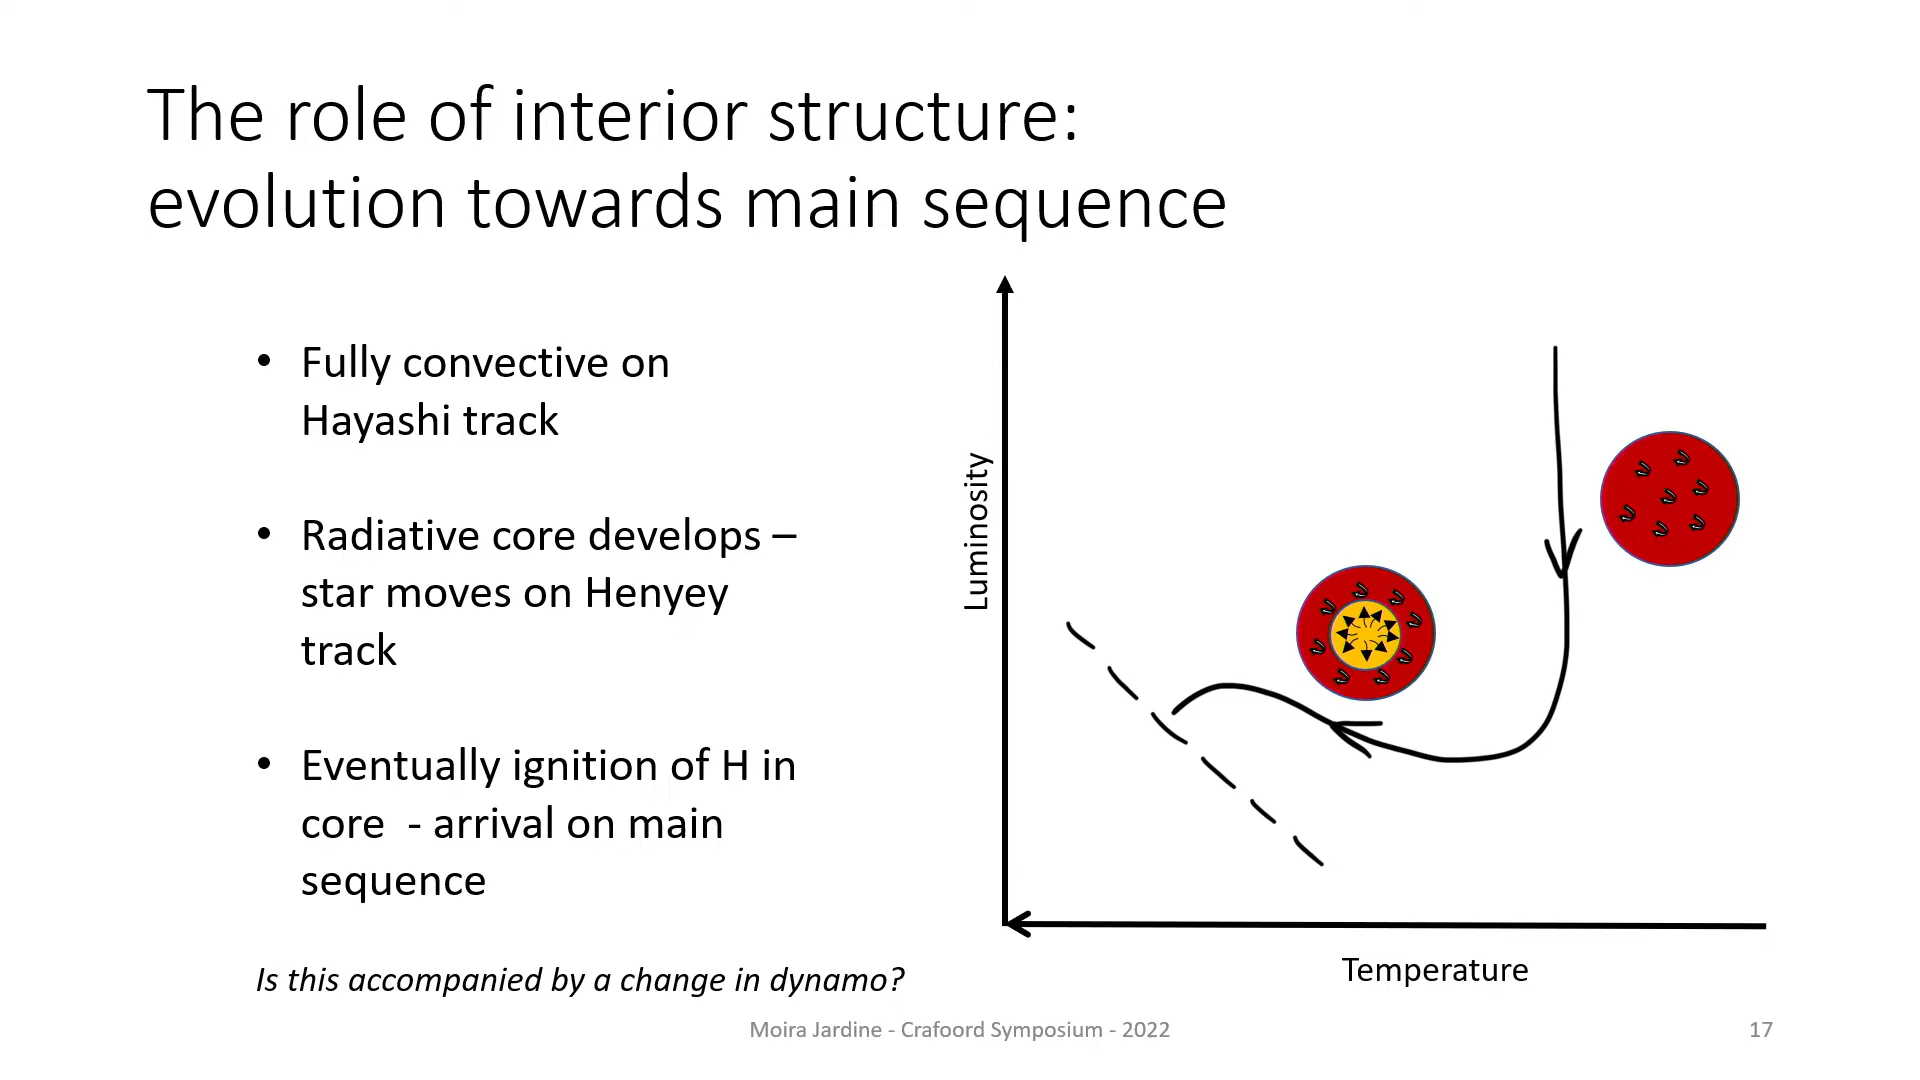 The role of interior structure:
evolution towards main sequence
• Fully convective on
Hayashi track
• Radiative core develops –
star moves on Henyey
track
• Eventually ignition of H in
core  - arrival on main
sequence
Is this accompanied by a change in dynamo?
Luminosity
Temperature
Moira Jardine - Crafoord Symposium - 2022
17